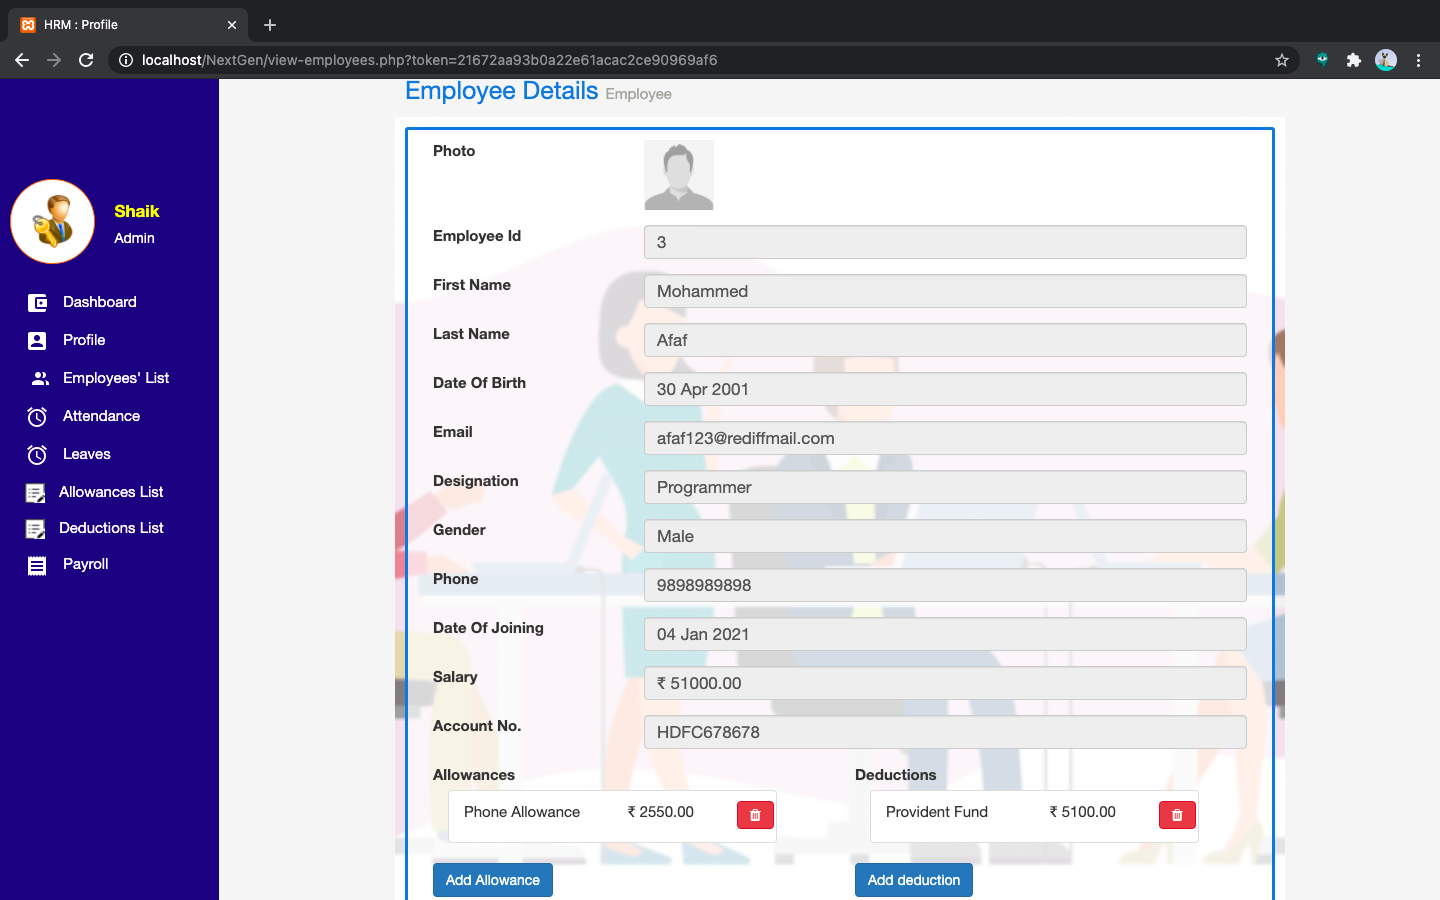 HRM : Profile
localhost/NextGen/view-employees.php?token=21672aa93b0a22e61acac2ce90969af6
Shaik
Admin
Dashboard
Profile
Employees' List
Attendance
Leaves
Allowances List
Deductions List
Payroll
Employee Details Employee
Photo
Employee Id 3
First Name Mohammed
Last Name Afaf
Date Of Birth 30 Apr 2001
Email afaf123@rediffmail.com
Designation Programmer
Gender Male
Phone 9898989898
Date Of Joining 04 Jan 2021
Salary ₹ 51000.00
Account No. HDFC678678
Allowances Deductions
Phone Allowance ₹ 2550.00 Provident Fund ₹ 5100.00
Add Allowance Add deduction